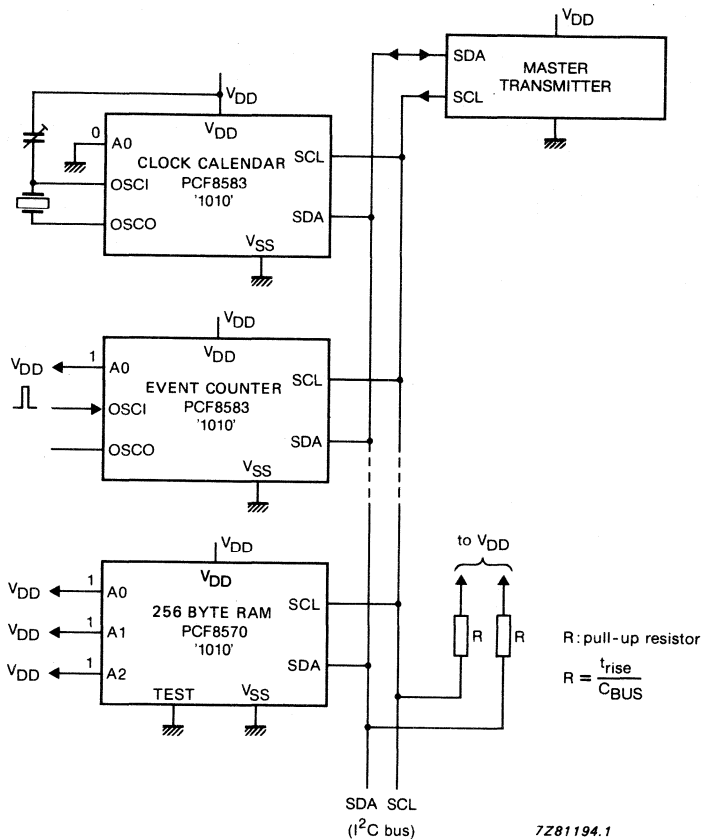 VDD
SDA
MASTER
TRANSMITTER
SCL
VDD
VDD
0
A0
CLOCK CALENDAR
PCF8583
'1010'
SCL
OSCI
OSCO
SDA
VSS
VDD
VDD
VDD
1
A0
EVENT COUNTER
PCF8583
'1010'
SCL
OSCI
OSCO
SDA
VSS
VDD
VDD
VDD
1
A0
256 BYTE RAM
PCF8570
'1010'
SCL
VDD
1
A1
VDD
1
A2
SDA
TEST
VSS
to VDD
R
R
R: pull-up resistor
R = trise
CBUS
SDA SCL
(I²C bus)
7Z81194.1